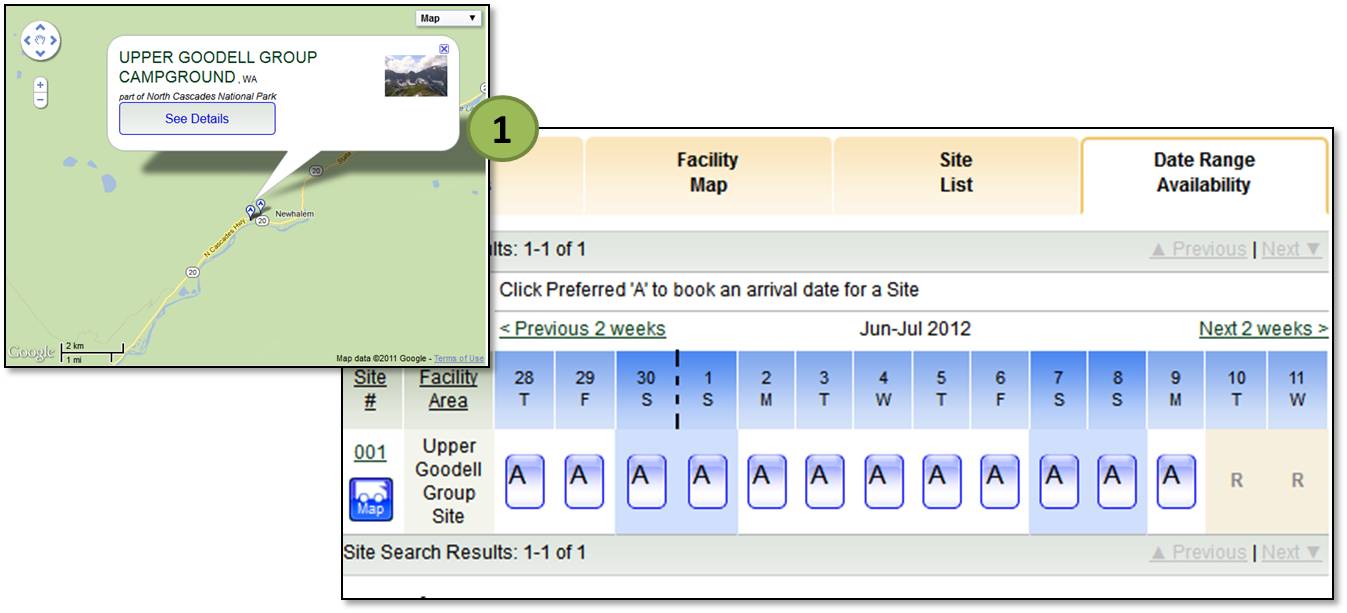 Map ▼
UPPER GOODELL GROUP
CAMPGROUND , WA
part of North Cascades National Park
See Details
20
State
Newhalem
20
N Cascades Hwy
20
Google
2 km
1 mi
Map data ©2011 Google - Terms of Use
1
Facility
Map
Site
List
Date Range
Availability
lts: 1-1 of 1
▲ Previous | Next ▼
Click Preferred 'A' to book an arrival date for a Site
< Previous 2 weeks Jun-Jul 2012 Next 2 weeks >
Site
#
Facility
Area
28 29 30 1 2 3 4 5 6 7 8 9 10 11
T F S S M T W T F S S M T W
001
Map
Upper
Goodell
Group
Site
A A A A A A A A A A A A R R
Site Search Results: 1-1 of 1
▲ Previous | Next ▼